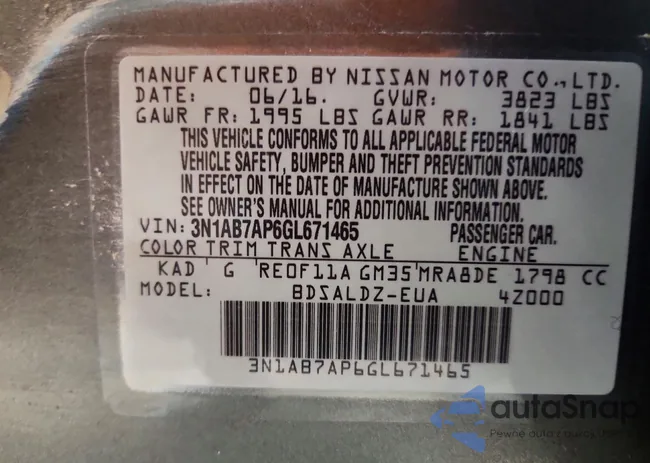 MANUFACTURED BY NISSAN MOTOR CO.,LTD.
DATE: 06/16. GVWR: 3823 LBS
GAWR FR: 1995 LBS GAWR RR: 1841 LBS
THIS VEHICLE CONFORMS TO ALL APPLICABLE FEDERAL MOTOR
VEHICLE SAFETY, BUMPER AND THEFT PREVENTION STANDARDS
IN EFFECT ON THE DATE OF MANUFACTURE SHOWN ABOVE.
SEE OWNER'S MANUAL FOR ADDITIONAL INFORMATION.
VIN: 3N1AB7AP6GL671465 PASSENGER CAR.
COLOR TRIM TRANS AXLE ENGINE
KAD G RE0F11A GM35 MRA8DE 1798 CC
MODEL: BDSALDZ-EUA 4Z000
3N1AB7AP6GL671465
autaSnap
Pewne auto z